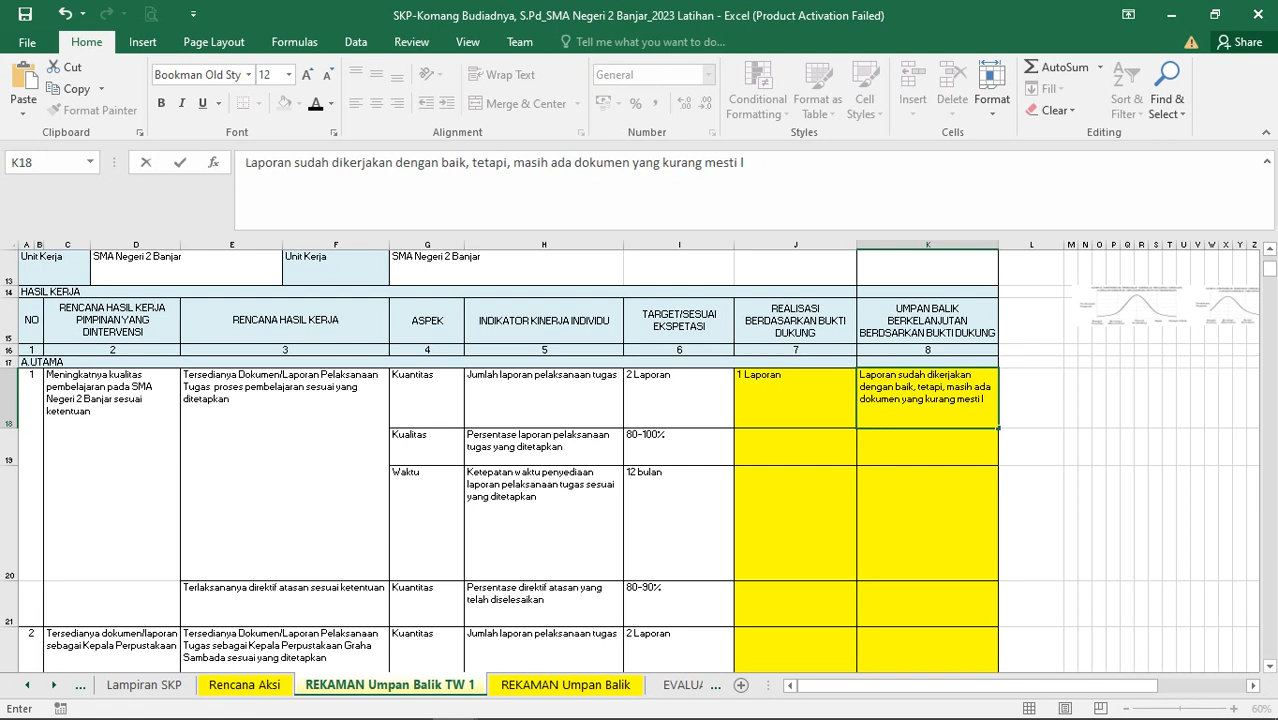 SKP-Komang Budiadnya, S.Pd_SMA Negeri 2 Banjar_2023 Latihan - Excel (Product Activation Failed)
File Home Insert Page Layout Formulas Data Review View Team Tell me what you want to do... Share
Paste Cut Copy Format Painter
Clipboard
Bookman Old Sty 12
B I U
Font
Wrap Text
Merge & Center
Alignment
General
Number
Conditional Formatting
Format as Table
Cell Styles
Styles
Insert Delete Format
Cells
AutoSum
Fill
Clear
Sort & Filter
Find & Select
Editing
K18 fx Laporan sudah dikerjakan dengan baik, tetapi, masih ada dokumen yang kurang mesti l
A B C D E F G H I J K L M N O P Q R S T U V W X Y Z
13 Unit Kerja SMA Negeri 2 Banjar Unit Kerja SMA Negeri 2 Banjar
14 HASIL KERJA
15 NO
RENCANA HASIL KERJA
PIMPINAN YANG
DINTERVENSI
RENCANA HASIL KERJA
ASPEK
INDIKATOR KINERJA INDIVIDU
TARGET/SESUAI
EKSPETASI
REALISASI
BERDASARKAN BUKTI
DUKUNG
UMPAN BALIK
BERKELANJUTAN
BERDSARKAN BUKTI DUKUNG
16 1 2 3 4 5 6 7 8
17 A.UTAMA
18 1
Meningkatnya kualitas
pembelajaran pada SMA
Negeri 2 Banjar sesuai
ketentuan
Tersedianya Dokumen/Laporan Pelaksanaan
Tugas proses pembelajaran sesuai yang
ditetapkan
Kuantitas
Jumlah laporan pelaksanaan tugas
2 Laporan
1 Laporan
Laporan sudah dikerjakan
dengan baik, tetapi, masih ada
dokumen yang kurang mesti l
19 Kualitas
Persentase laporan pelaksanaan
tugas yang ditetapkan
80-100%
20 Waktu
Ketepatan waktu penyediaan
laporan pelaksanaan tugas sesuai
yang ditetapkan
12 bulan
21 Terlaksananya direktif atasan sesuai ketentuan
Kuantitas
Persentase direktif atasan yang
telah diselesaikan
80-90%
2
Tersedianya dokumen/laporan
sebagai Kepala Perpustakaan
Tersedianya Dokumen/Laporan Pelaksanaan
Tugas sebagai Kepala Perpustakaan Graha
Sambada sesuai yang ditetapkan
Kuantitas
Jumlah laporan pelaksanaan tugas
2 Laporan
... Lampiran SKP Rencana Aksi REKAMAN Umpan Balik TW 1 REKAMAN Umpan Balik EVALUA ...
Enter 60%